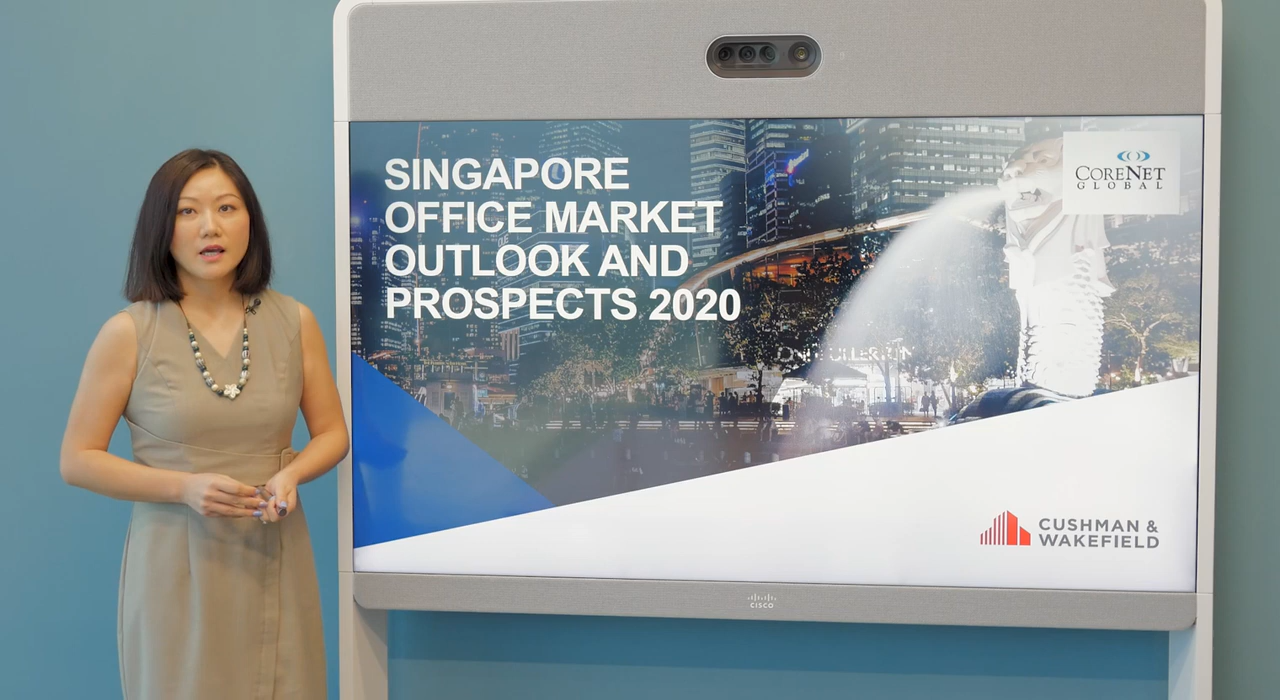 SINGAPORE
OFFICE MARKET
OUTLOOK AND
PROSPECTS 2020
CORENET
GLOBAL
CUSHMAN &
WAKEFIELD
CISCO